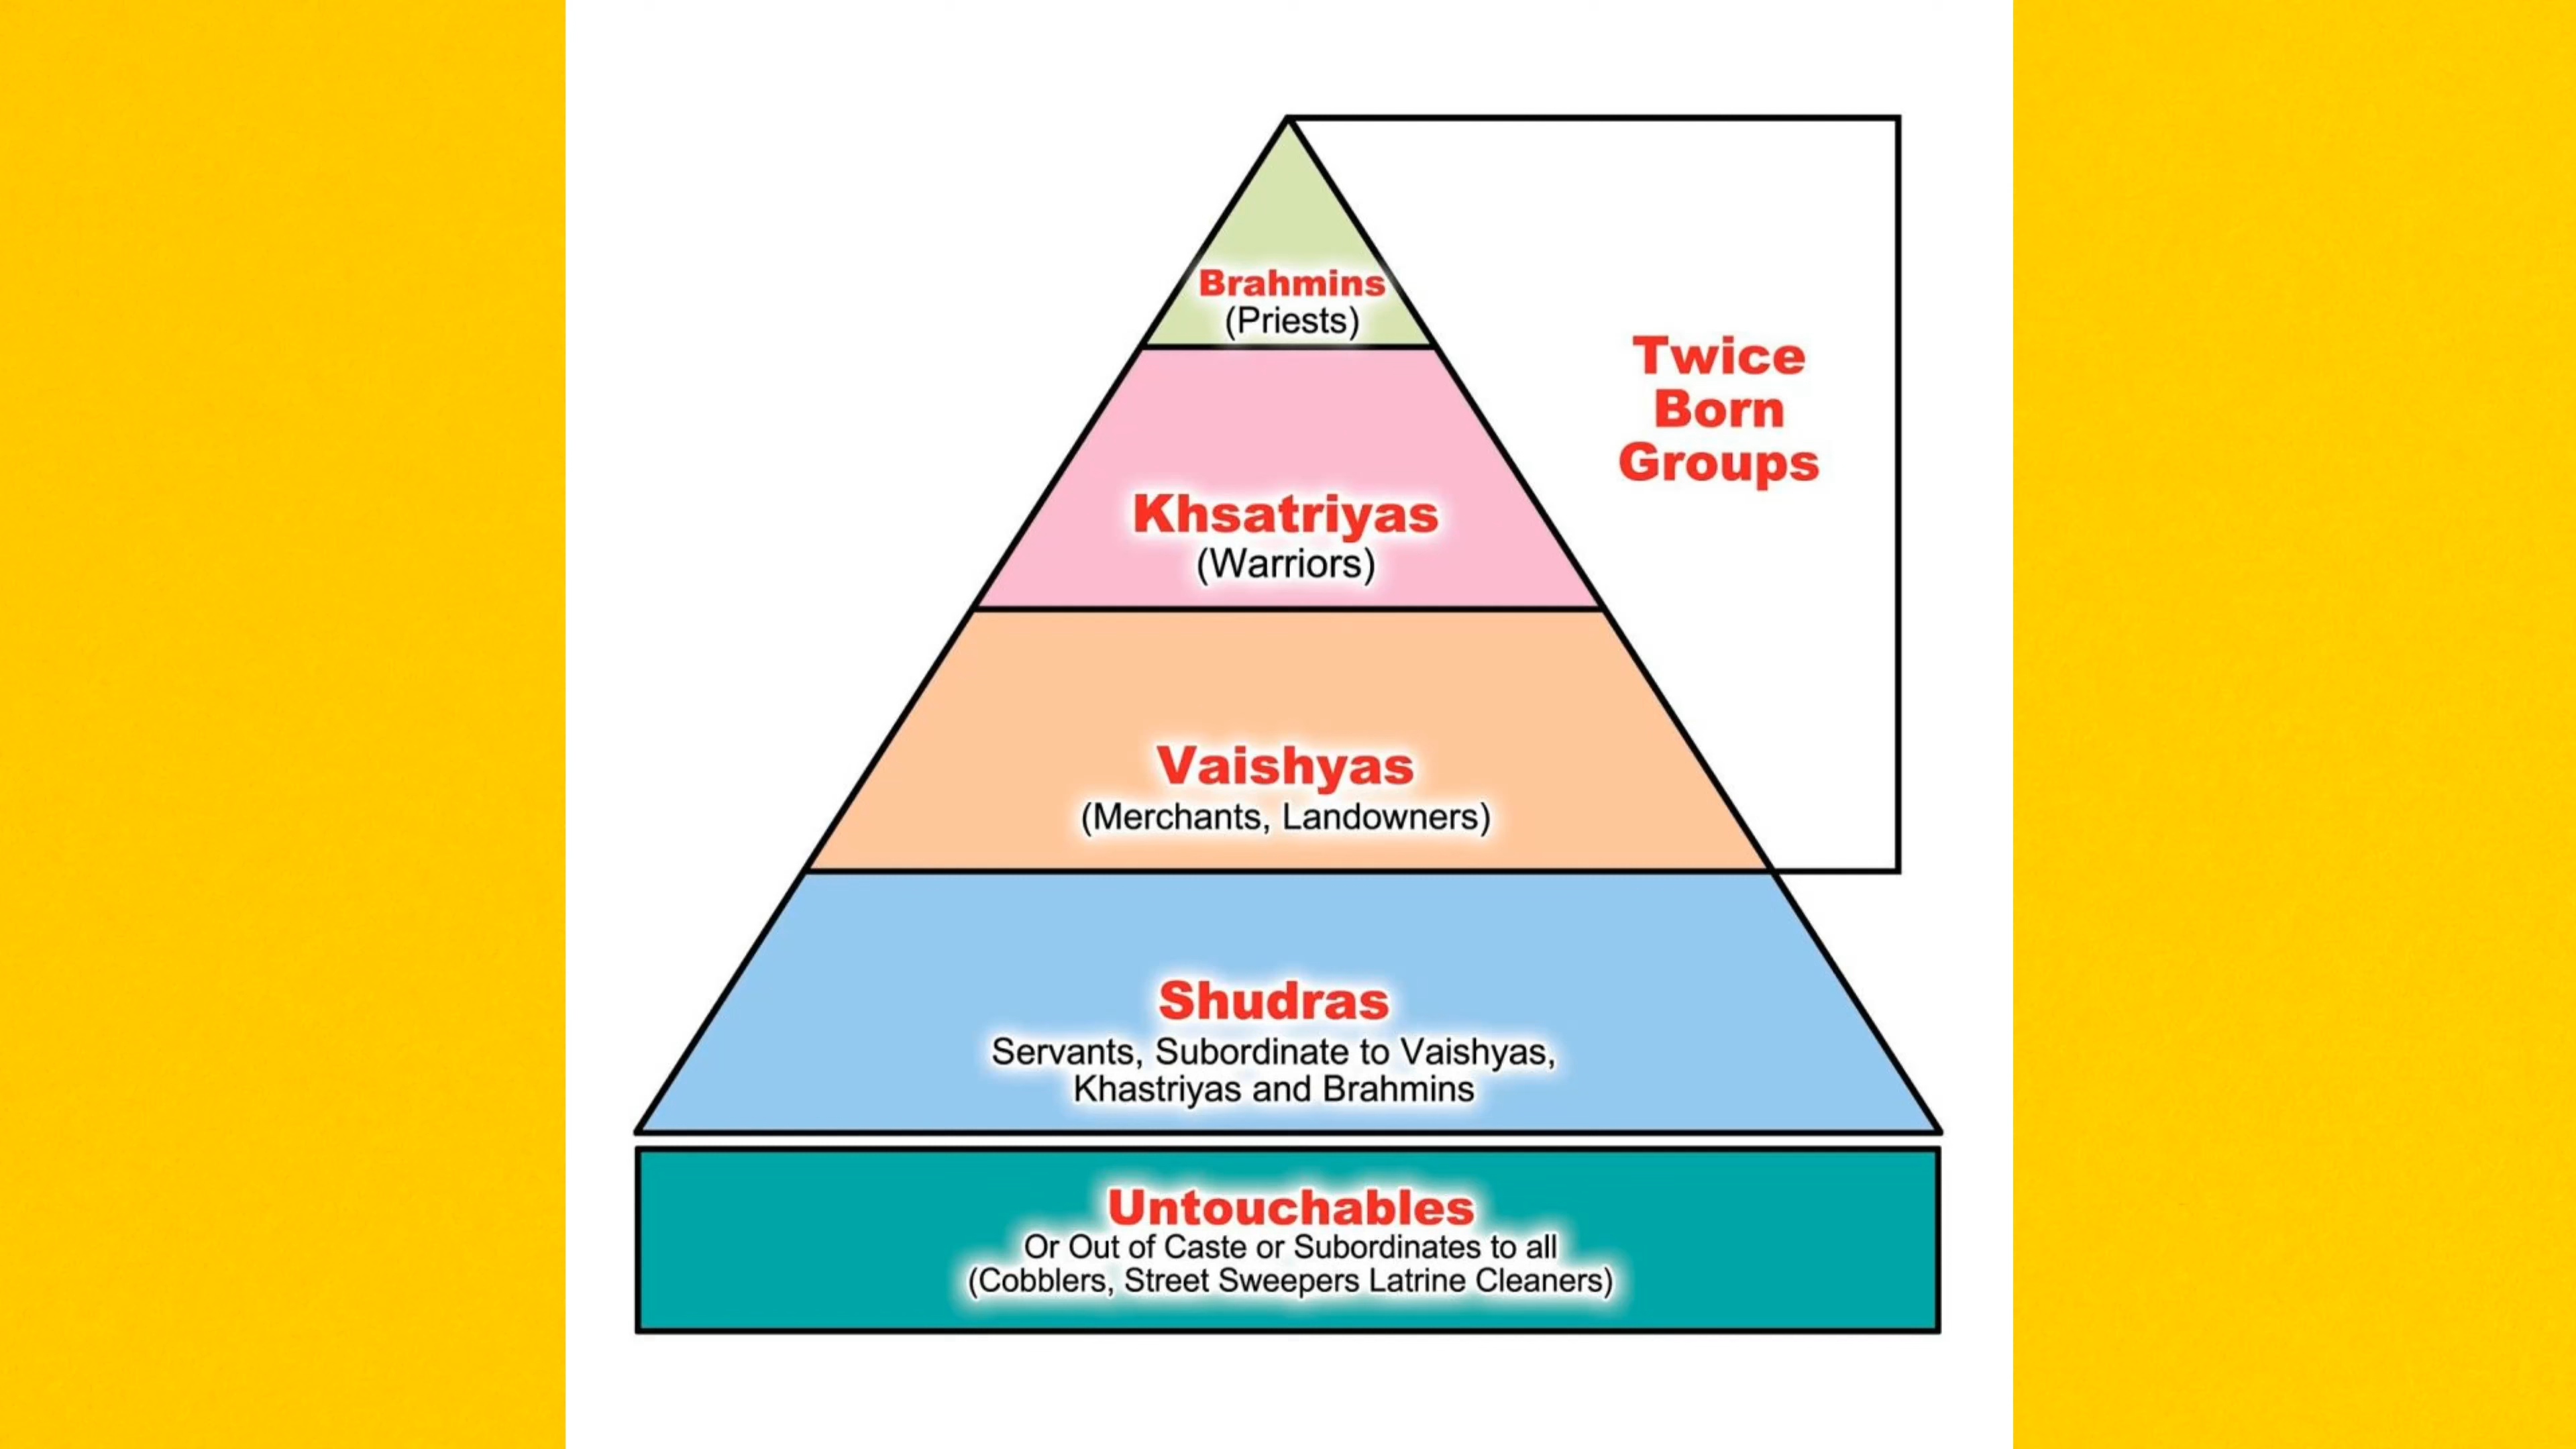 Brahmins
(Priests)
Twice
Born
Groups
Khsatriyas
(Warriors)
Vaishyas
(Merchants, Landowners)
Shudras
Servants, Subordinate to Vaishyas,
Khastriyas and Brahmins
Untouchables
Or Out of Caste or Subordinates to all
(Cobblers, Street Sweepers Latrine Cleaners)